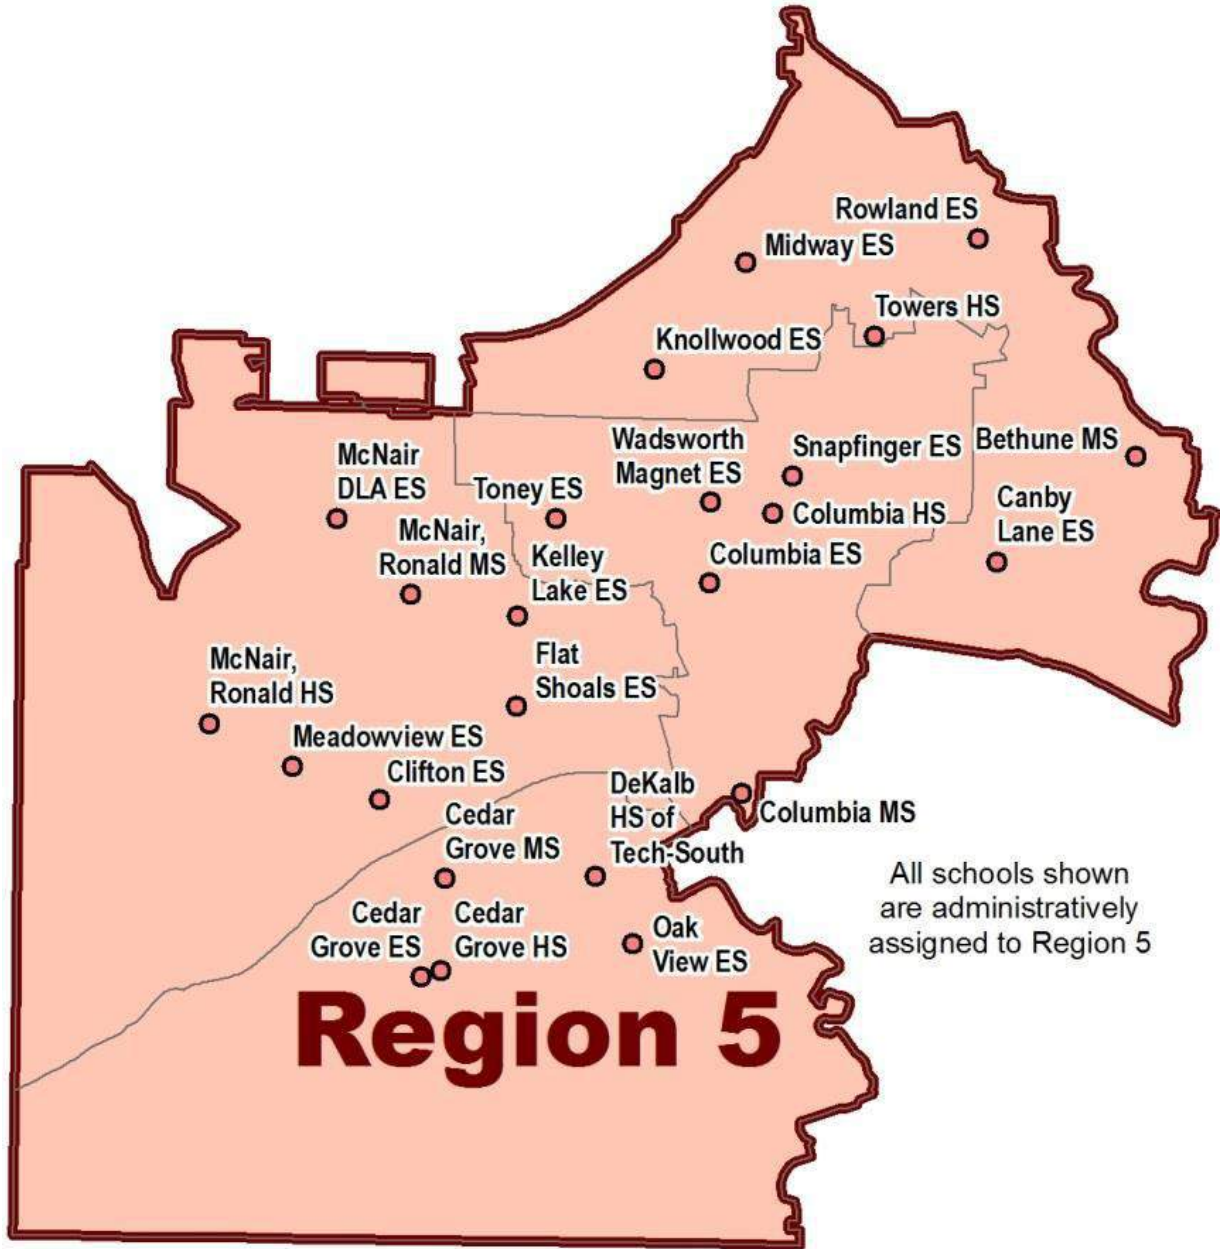 Rowland ES
Midway ES
Towers HS
Knollwood ES
Wadsworth
Magnet ES
Snapfinger ES
Bethune MS
McNair
DLA ES
Toney ES
Columbia HS
Canby
Lane ES
McNair,
Ronald MS
Kelley
Lake ES
Columbia ES
McNair,
Ronald HS
Flat
Shoals ES
Meadowview ES
Clifton ES
DeKalb
HS of
Tech-South
Cedar
Grove MS
Columbia MS
All schools shown
are administratively
assigned to Region 5
Cedar
Grove ES
Cedar
Grove HS
Oak
View ES
Region 5